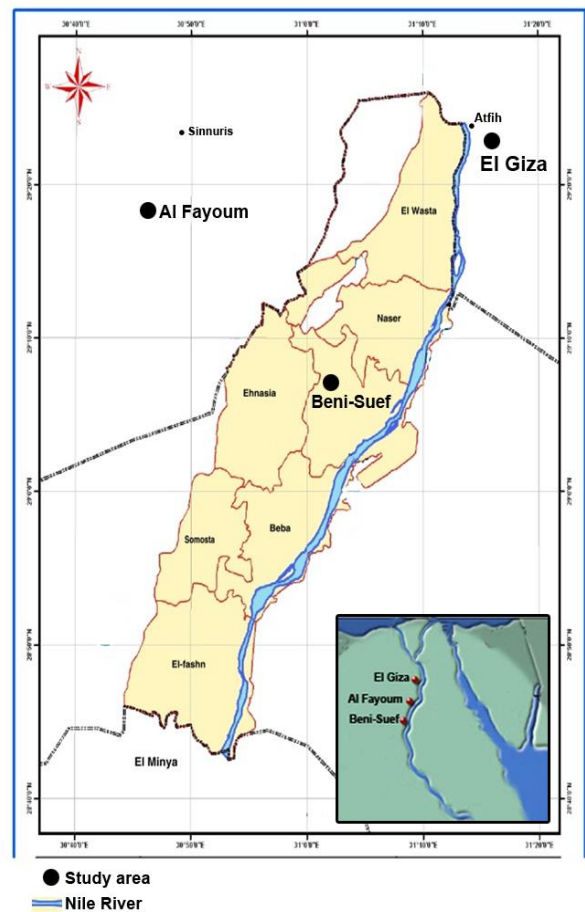 30°40'0"E 30°50'0"E 31°0'0"E 31°10'0"E 31°20'0"E
N
W E
S
Atfih
Sinnuris
El Giza
Al Fayoum
El Wasta
Naser
Ehnasia
Beni-Suef
Beba
Somosta
El-fashn
El Minya
El Giza
Al Fayoum
Beni-Suef
30°40'0"E 30°50'0"E 31°0'0"E 31°10'0"E 31°20'0"E
Study area
Nile River